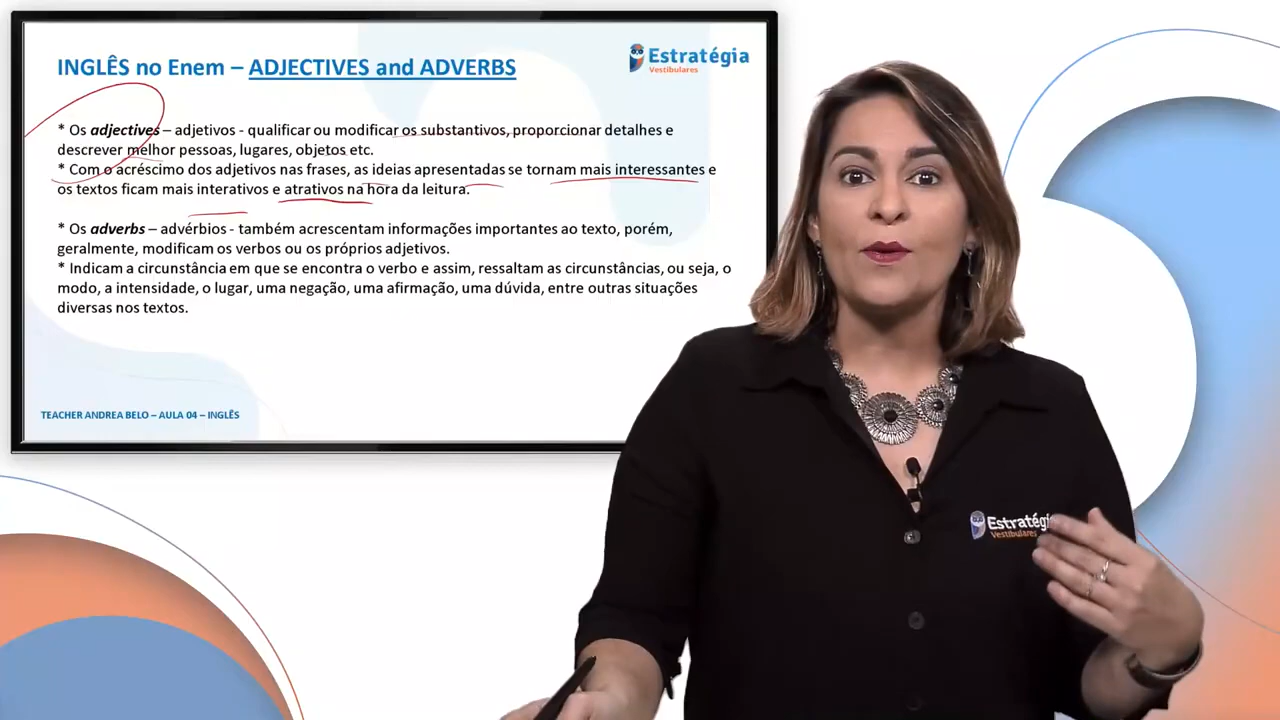 INGLÊS no Enem – ADJECTIVES and ADVERBS
Estratégia
Vestibulares
* Os adjectives – adjetivos - qualificar ou modificar os substantivos, proporcionar detalhes e
descrever melhor pessoas, lugares, objetos etc.
* Com o acréscimo dos adjetivos nas frases, as ideias apresentadas se tornam mais interessantes e
os textos ficam mais interativos e atrativos na hora da leitura.
* Os adverbs – advérbios - também acrescentam informações importantes ao texto, porém,
geralmente, modificam os verbos ou os próprios adjetivos.
* Indicam a circunstância em que se encontra o verbo e assim, ressaltam as circunstâncias, ou seja, o
modo, a intensidade, o lugar, uma negação, uma afirmação, uma dúvida, entre outras situações
diversas nos textos.
TEACHER ANDREA BELO – AULA 04 – INGLÊS
Estratégi
Vestibulares